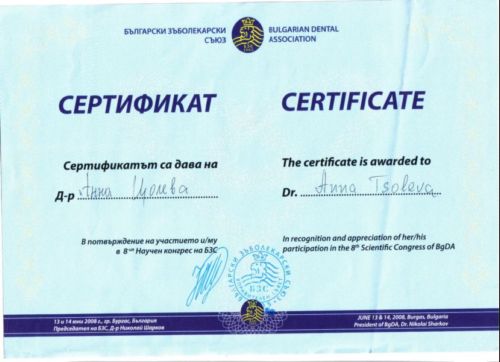 БЪЛГАРСКИ ЗЪБОЛЕКАРСКИ
СЪЮЗ
BULGARIAN DENTAL
ASSOCIATION
СЕРТИФИКАТ
CERTIFICATE
Сертификатът са дава на
Д-р Анна Цолева
The certificate is awarded to
Dr. Anna Tsoleva
В потвърждение на участието и/му
в 8ия Научен конгрес на БЗС
In recognition and appreciation of her/his
participation in the 8th Scientific Congress of BgDA
БЪЛГАРСКИ ЗЪБОЛЕКАРСКИ СЪЮЗ
БЗС
13 и 14 юни 2008 г., гр. Бургас, България
Председател на БЗС, Д-р Николай Шарков
JUNE 13 & 14, 2008, Burgas, Bulgaria
President of BgDA, Dr. Nikolay Sharkov